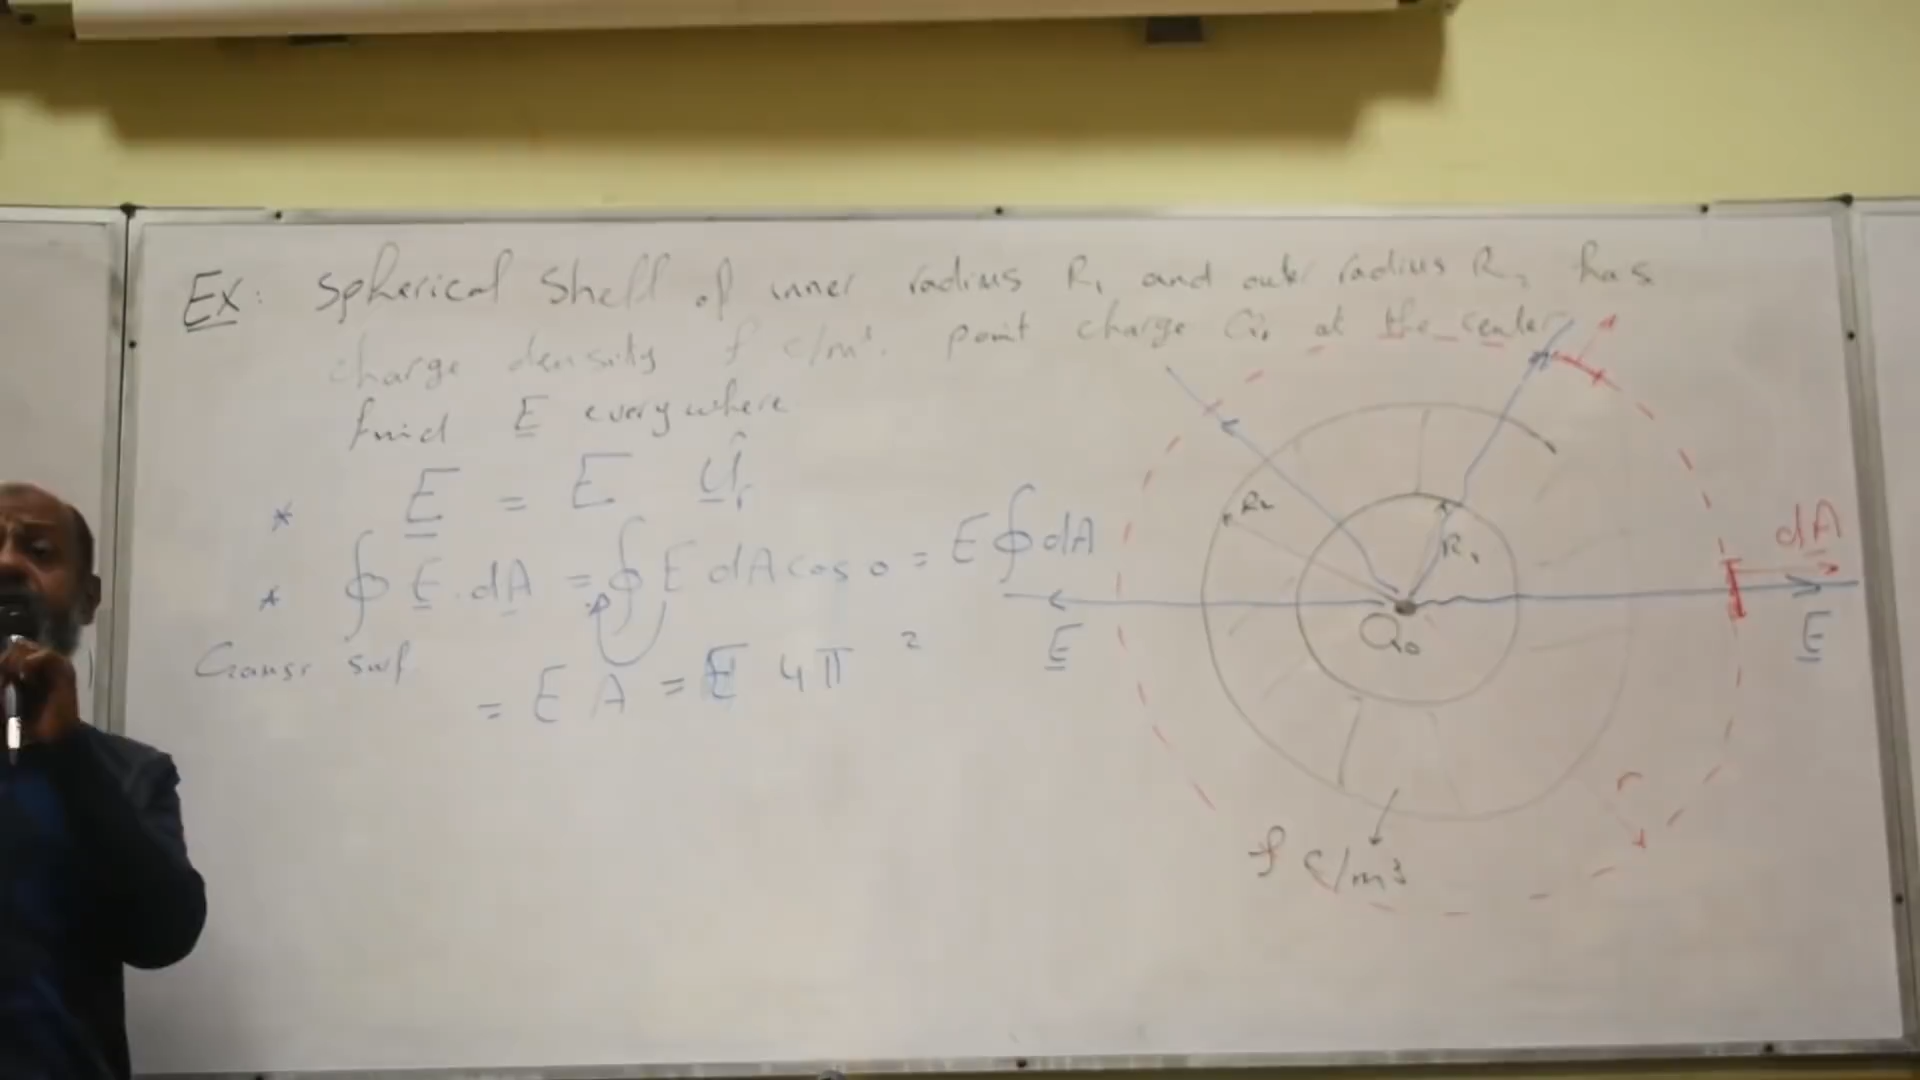 Ex: Spherical Shell of inner radius R₁ and outer radius R₂ has
charge density ρ C/m³. point charge Q₀ at the center
find E everywhere
* E = E Û_r
* ∮ E . dA = ∮ E dA cos 0 = E ∮ dA
Gauss surf
= E A = E 4π ²
R₂
R₁
Q₀
dA
E
E
r
ρ C/m³